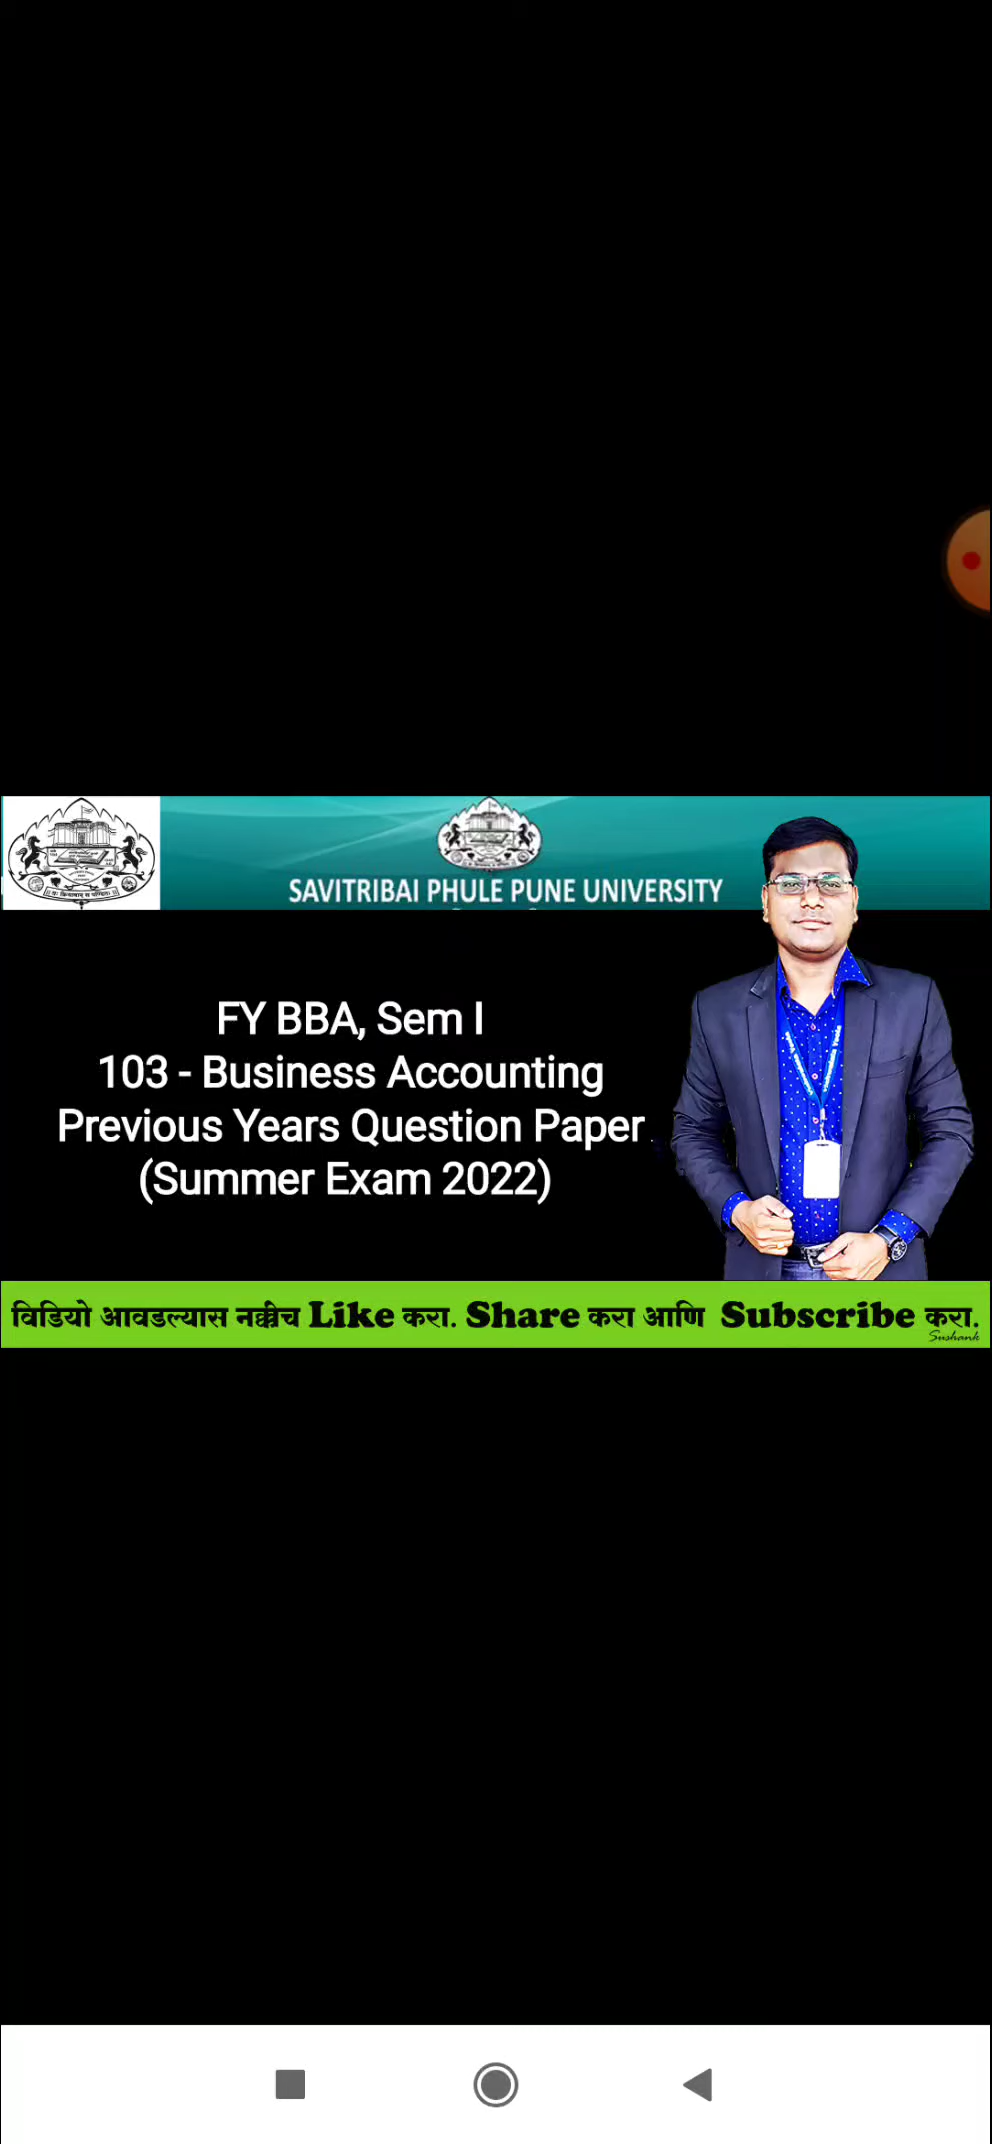 SAVITRIBAI PHULE PUNE UNIVERSITY
FY BBA, Sem I
103 - Business Accounting
Previous Years Question Paper
(Summer Exam 2022)
विडियो आवडल्यास नक्कीच Like करा. Share करा आणि Subscribe करा.
Sushank